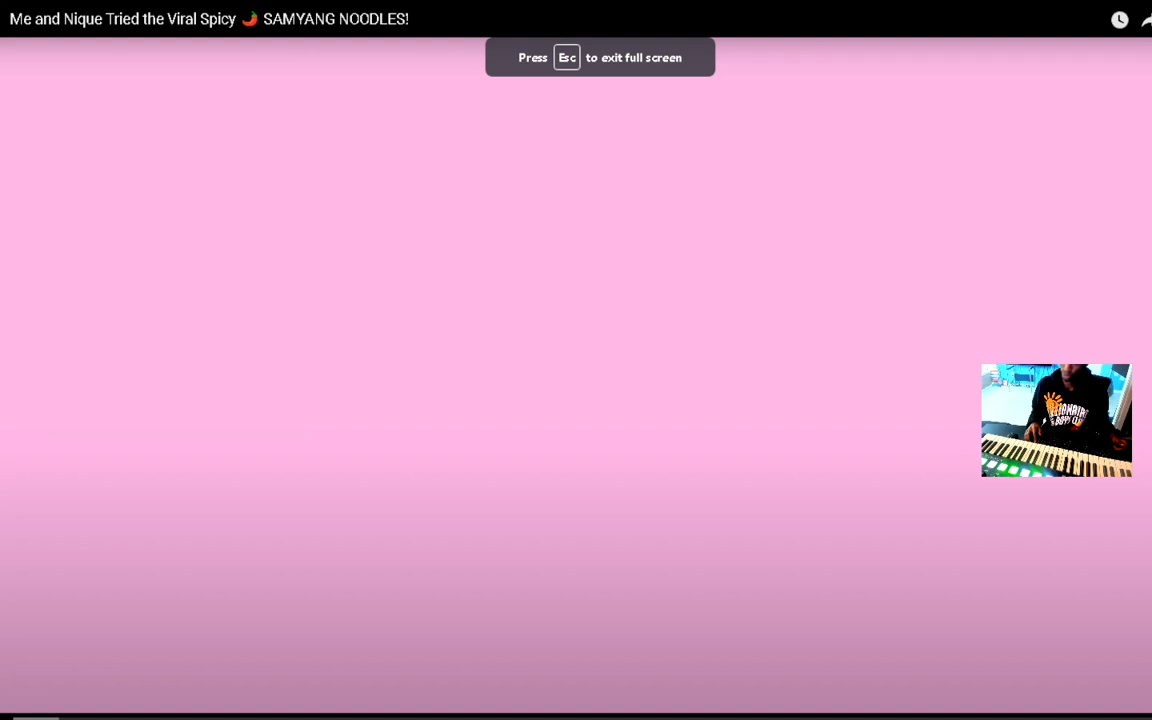 Me and Nique Tried the Viral Spicy 🌶️ SAMYANG NOODLES!
Press Esc to exit full screen